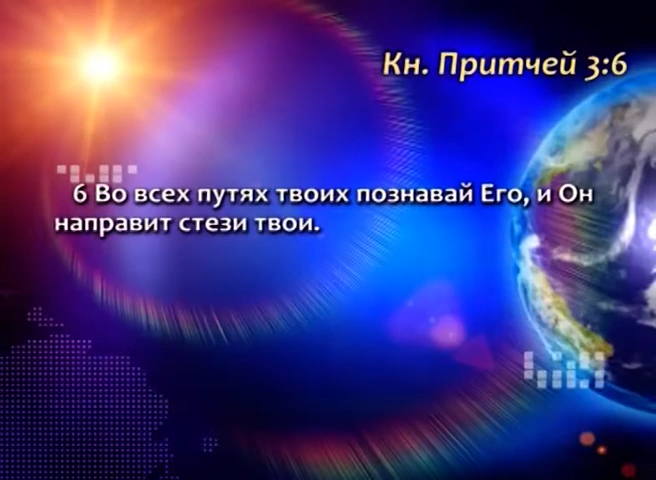 Кн. Притчей 3:6
6 Во всех путях твоих познавай Его, и Он
направит стези твои.